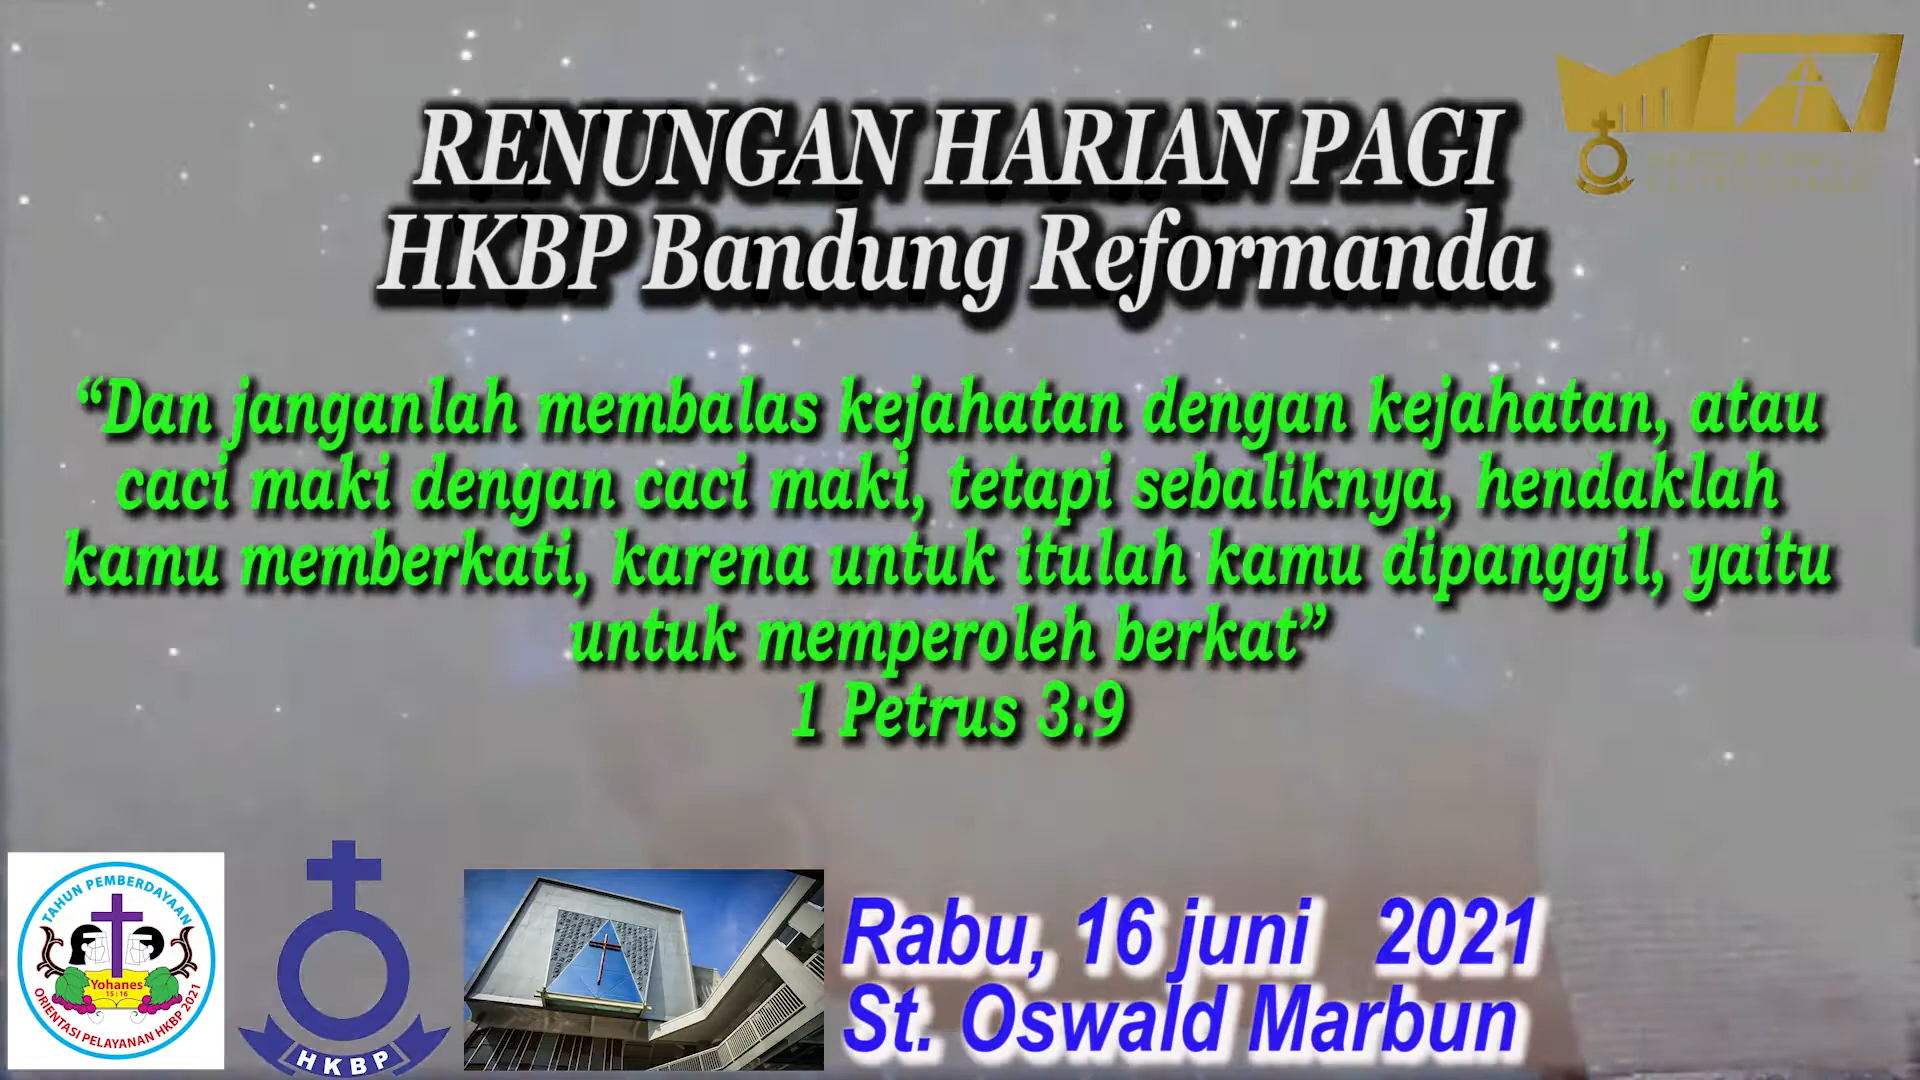 RENUNGAN HARIAN PAGI
HKBP Bandung Reformanda
“Dan janganlah membalas kejahatan dengan kejahatan, atau
caci maki dengan caci maki, tetapi sebaliknya, hendaklah
kamu memberkati, karena untuk itulah kamu dipanggil, yaitu
untuk memperoleh berkat”
1 Petrus 3:9
TAHUN PEMBERDAYAAN
Yohanes
15:16
ORIENTASI PELAYANAN HKBP 2021
HKBP
Rabu, 16 juni 2021
St. Oswald Marbun